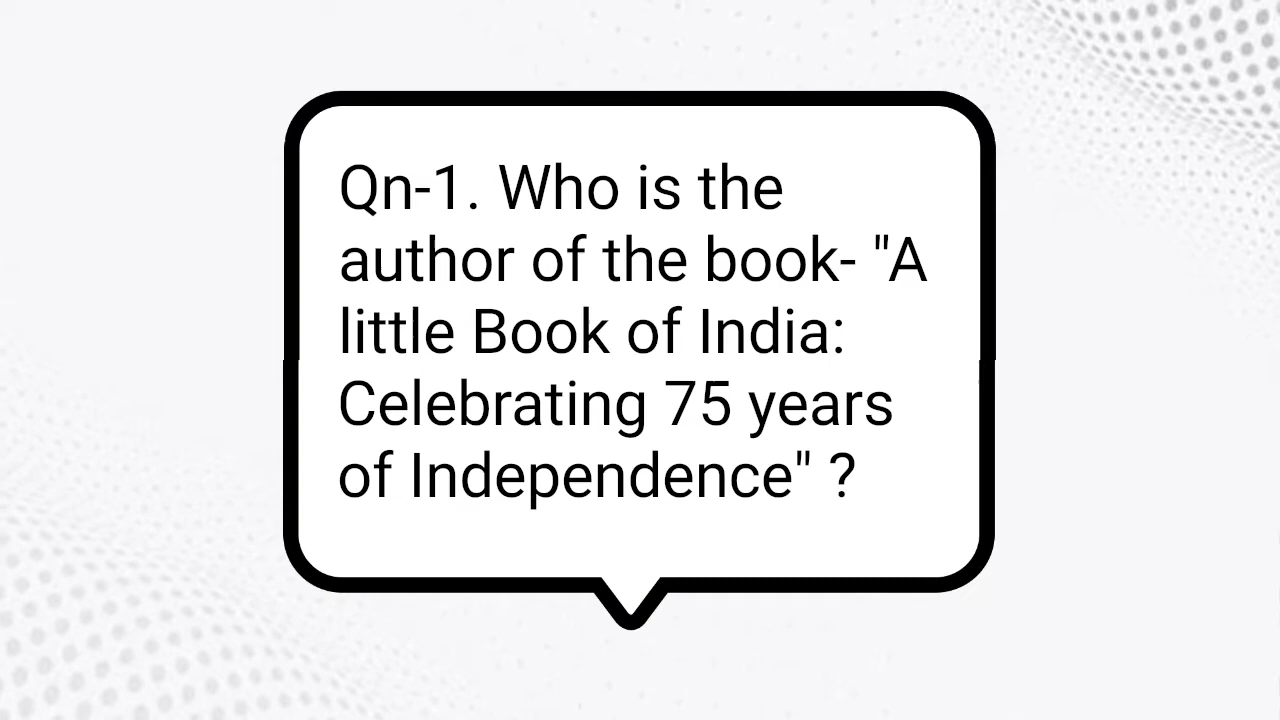 Qn-1. Who is the
author of the book- "A
little Book of India:
Celebrating 75 years
of Independence" ?